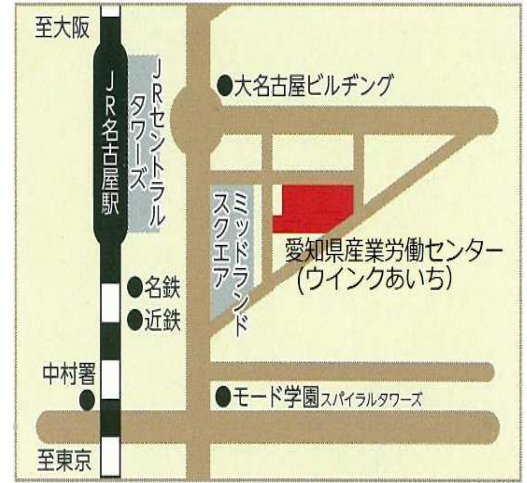 至大阪
JR名古屋駅
JRセントラル
タワーズ
●大名古屋ビルヂング
ミッドランド
スクエア
愛知県産業労働センター
(ウインクあいち)
●名鉄
●近鉄
中村署
●モード学園スパイラルタワーズ
至東京